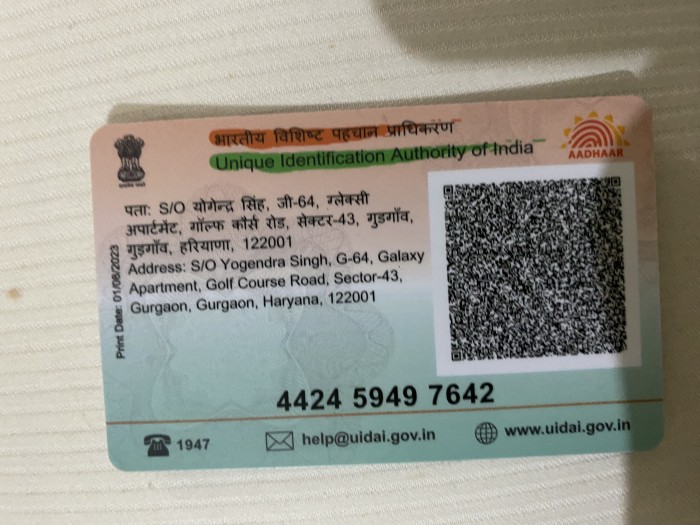 भारतीय विशिष्ट पहचान प्राधिकरण
Unique Identification Authority of India
AADHAAR
पता: S/O योगेन्द्र सिंह, जी-64, ग्लेक्सी
अपार्टमेंट, गॉल्फ कौर्स रोड, सेक्टर-43, गुडगाँव,
गुडगाँव, हरियाणा, 122001
Address: S/O Yogendra Singh, G-64, Galaxy
Apartment, Golf Course Road, Sector-43,
Gurgaon, Gurgaon, Haryana, 122001
Print Date: 01/08/2023
4424 5949 7642
1947
help@uidai.gov.in
www.uidai.gov.in